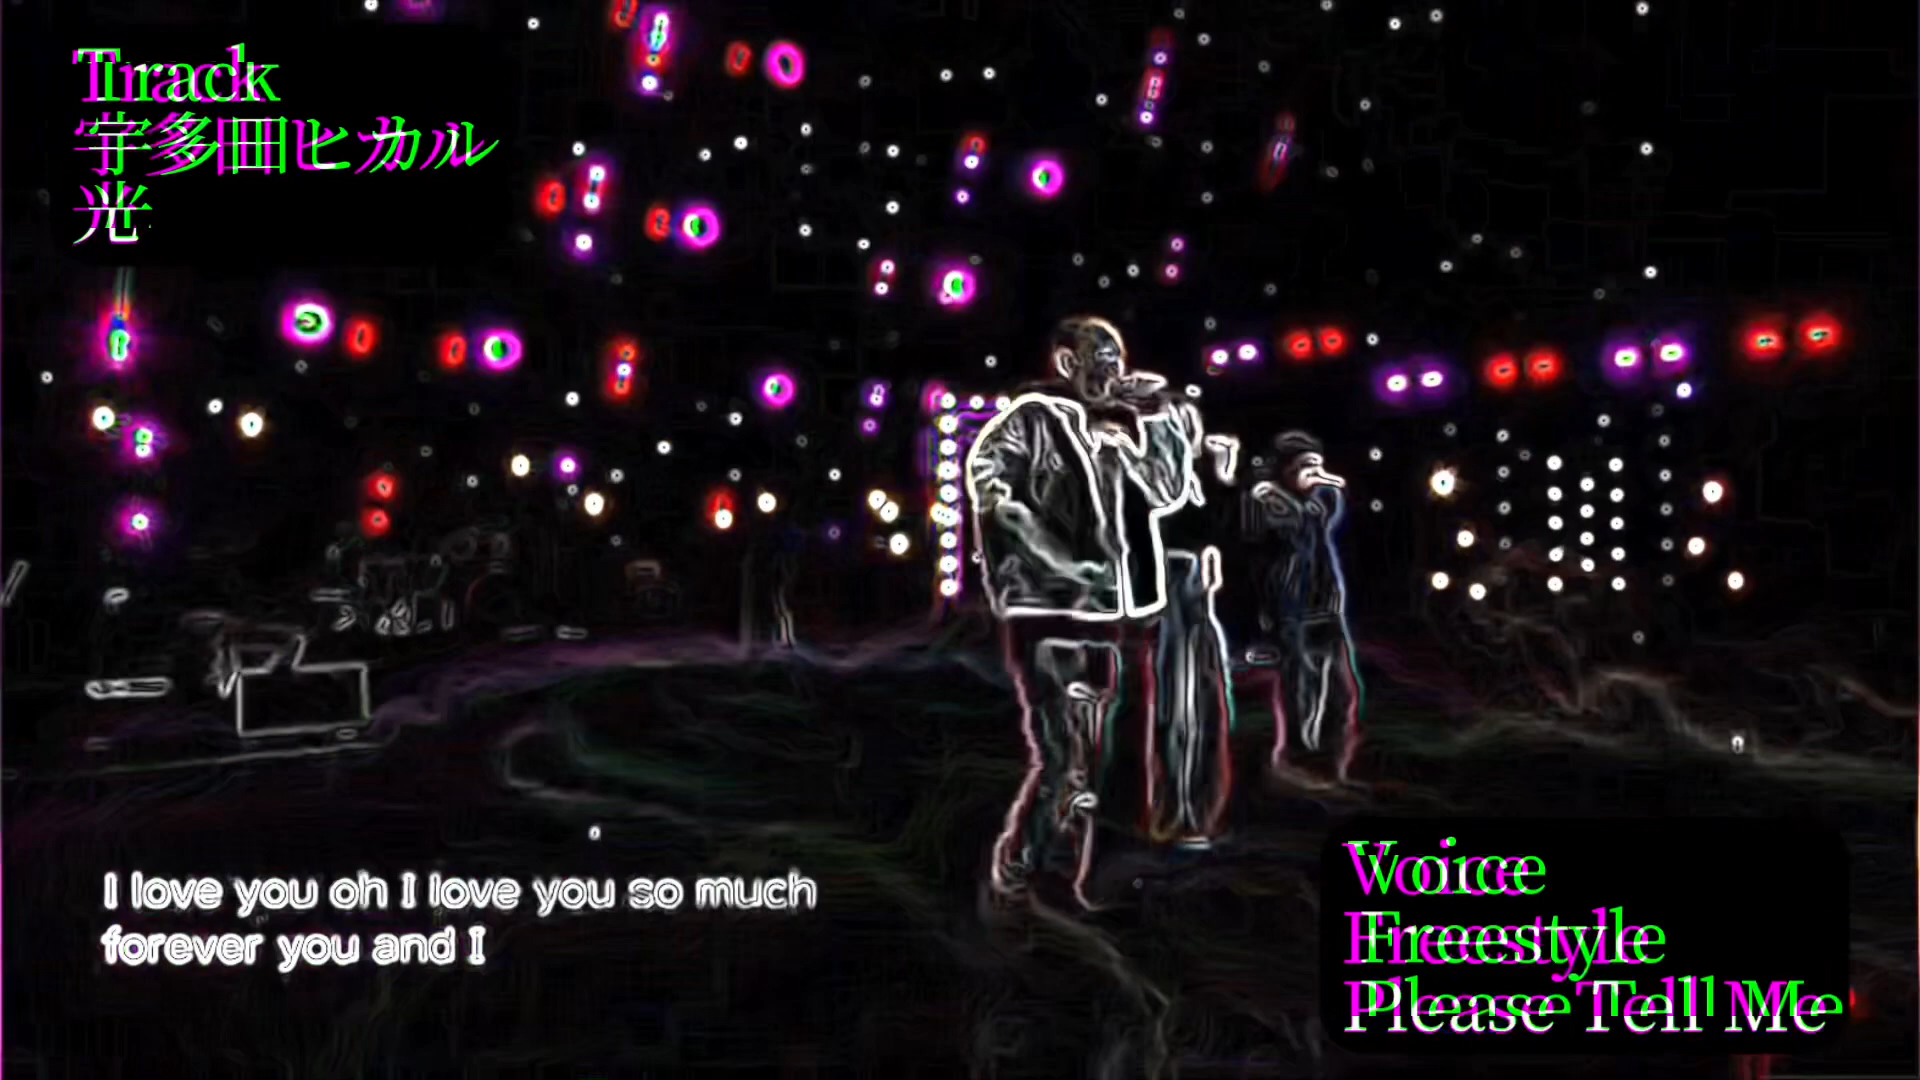 Track
宇多田ヒカル
光
I love you oh I love you so much
forever you and I
Voice
Freestyle
Please Tell Me